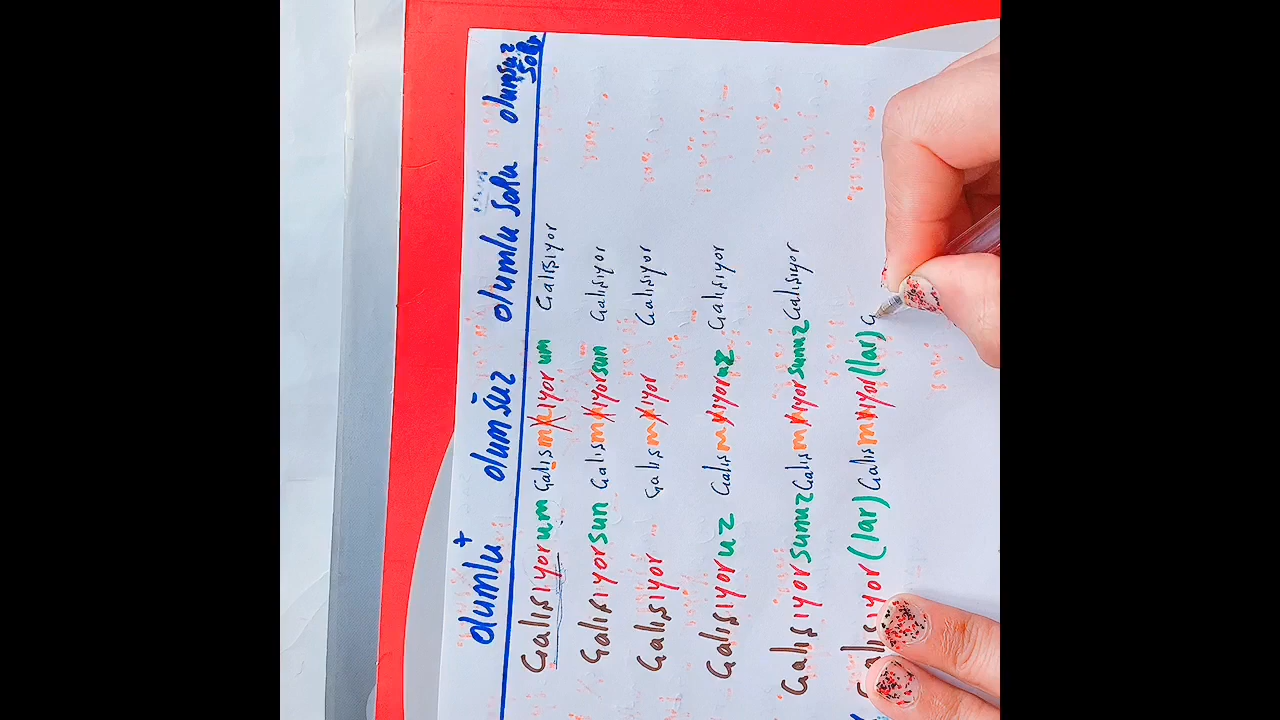 olumlu + olumsuz - olumlu soru olumsuz soru
Çalışıyorum Çalışmıyorum Çalışıyor
Çalışıyorsun Çalışmıyorsun Çalışıyor
Çalışıyor Çalışmıyor Çalışıyor
Çalışıyoruz Çalışmıyoruz Çalışıyor
Çalışıyorsunuz Çalışmıyorsunuz Çalışıyor
Çalışıyor(lar) Çalışmıyor(lar) Ç